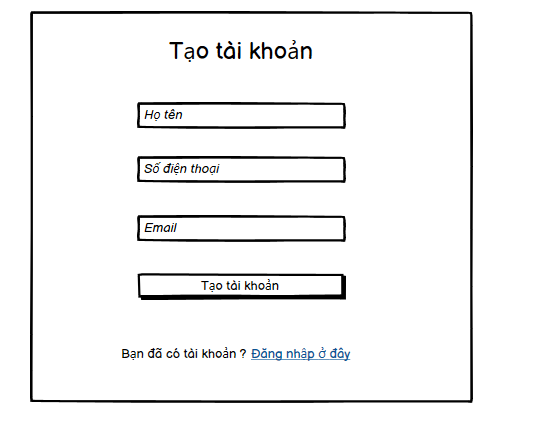 Tạo tài khoản
Họ tên
Số điện thoại
Email
Tạo tài khoản
Bạn đã có tài khoản ? Đăng nhập ở đây